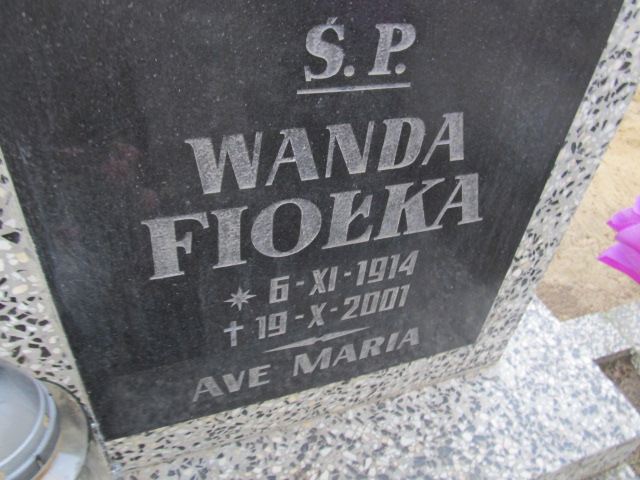 Ś. P.
WANDA
FIOŁKA
* 6-XI-1914
† 19-X-2001
AVE MARIA